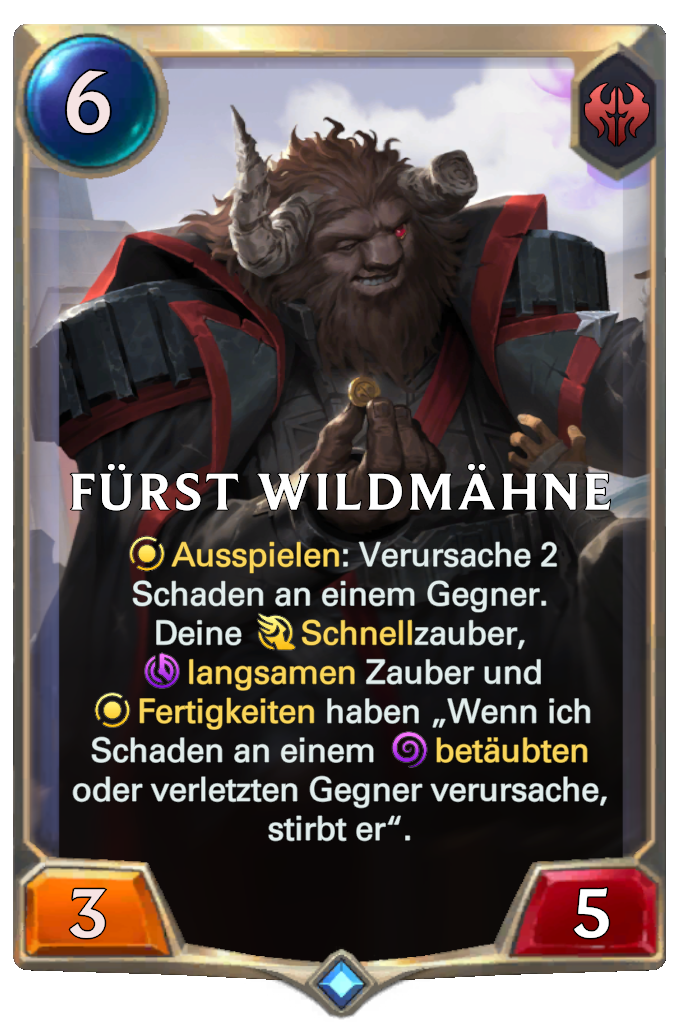 6
FÜRST WILDMÄHNE
Ausspielen: Verursache 2
Schaden an einem Gegner.
Deine Schnellzauber,
langsamen Zauber und
Fertigkeiten haben „Wenn ich
Schaden an einem betäubten
oder verletzten Gegner verursache,
stirbt er“.
3
5